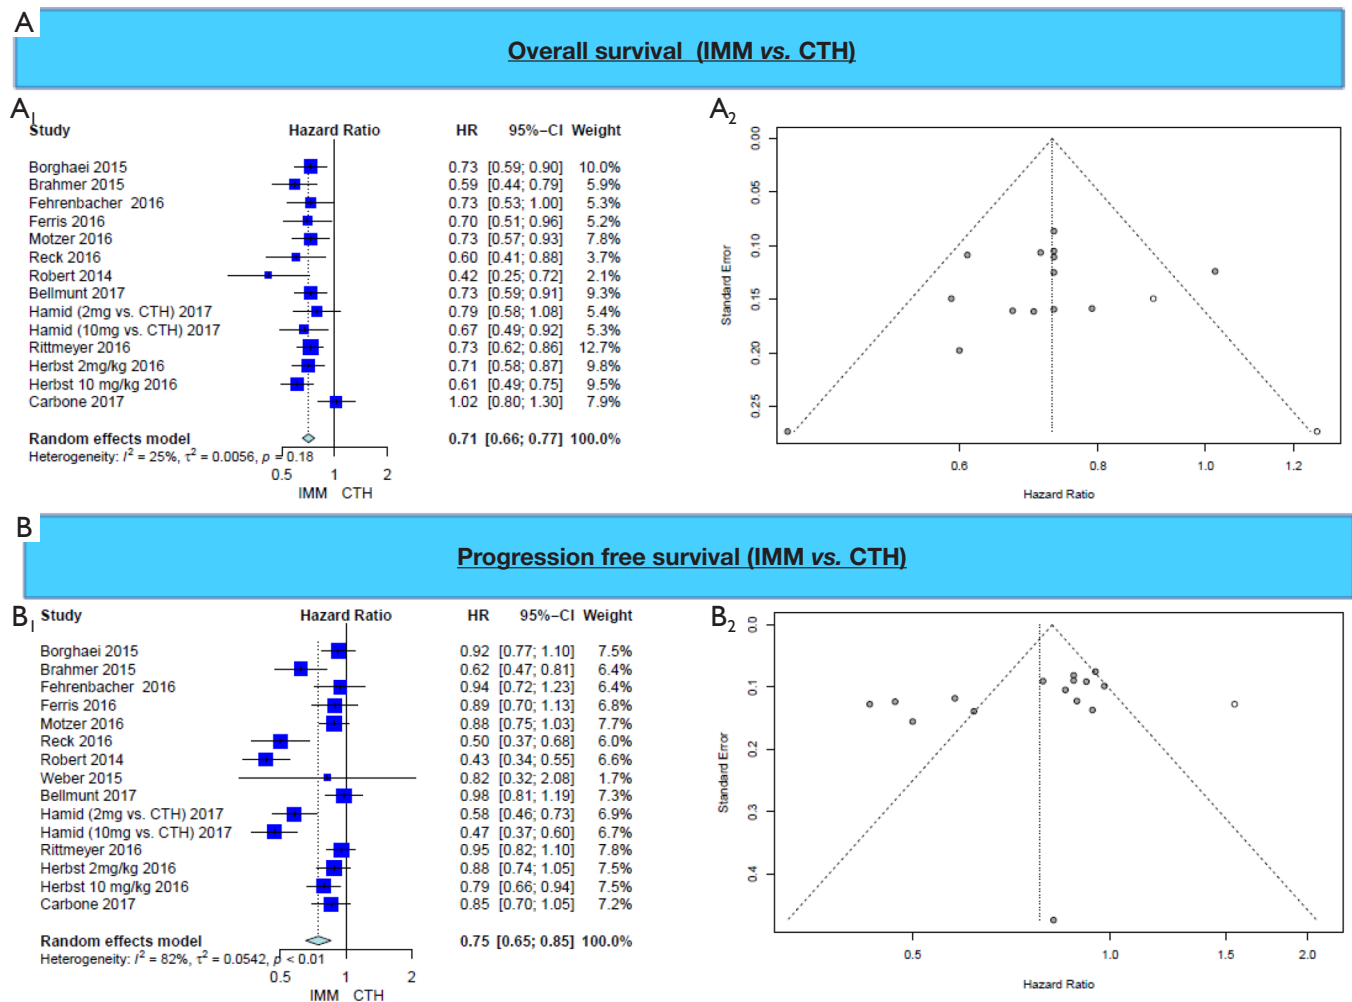 A
Overall survival (IMM vs. CTH)
A1
Study Hazard Ratio HR 95%−CI Weight
Borghaei 2015 0.73 [0.59; 0.90] 10.0%
Brahmer 2015 0.59 [0.44; 0.79] 5.9%
Fehrenbacher 2016 0.73 [0.53; 1.00] 5.3%
Ferris 2016 0.70 [0.51; 0.96] 5.2%
Motzer 2016 0.73 [0.57; 0.93] 7.8%
Reck 2016 0.60 [0.41; 0.88] 3.7%
Robert 2014 0.42 [0.25; 0.72] 2.1%
Bellmunt 2017 0.73 [0.59; 0.91] 9.3%
Hamid (2mg vs. CTH) 2017 0.79 [0.58; 1.08] 5.4%
Hamid (10mg vs. CTH) 2017 0.67 [0.49; 0.92] 5.3%
Rittmeyer 2016 0.73 [0.62; 0.86] 12.7%
Herbst 2mg/kg 2016 0.71 [0.58; 0.87] 9.8%
Herbst 10 mg/kg 2016 0.61 [0.49; 0.75] 9.5%
Carbone 2017 1.02 [0.80; 1.30] 7.9%
Random effects model 0.71 [0.66; 0.77] 100.0%
Heterogeneity: I² = 25%, τ² = 0.0056, p = 0.18
0.5 1 2
IMM CTH
A2
Standard Error
0.00
0.05
0.10
0.15
0.20
0.25
0.6 0.8 1.0 1.2
Hazard Ratio
B
Progression free survival (IMM vs. CTH)
B1
Study Hazard Ratio HR 95%−CI Weight
Borghaei 2015 0.92 [0.77; 1.10] 7.5%
Brahmer 2015 0.62 [0.47; 0.81] 6.4%
Fehrenbacher 2016 0.94 [0.72; 1.23] 6.4%
Ferris 2016 0.89 [0.70; 1.13] 6.8%
Motzer 2016 0.88 [0.75; 1.03] 7.7%
Reck 2016 0.50 [0.37; 0.68] 6.0%
Robert 2014 0.43 [0.34; 0.55] 6.6%
Weber 2015 0.82 [0.32; 2.08] 1.7%
Bellmunt 2017 0.98 [0.81; 1.19] 7.3%
Hamid (2mg vs. CTH) 2017 0.58 [0.46; 0.73] 6.9%
Hamid (10mg vs. CTH) 2017 0.47 [0.37; 0.60] 6.7%
Rittmeyer 2016 0.95 [0.82; 1.10] 7.8%
Herbst 2mg/kg 2016 0.88 [0.74; 1.05] 7.5%
Herbst 10 mg/kg 2016 0.79 [0.66; 0.94] 7.5%
Carbone 2017 0.85 [0.70; 1.05] 7.2%
Random effects model 0.75 [0.65; 0.85] 100.0%
Heterogeneity: I² = 82%, τ² = 0.0542, p < 0.01
0.5 1 2
IMM CTH
B2
Standard Error
0.0
0.1
0.2
0.3
0.4
0.5 1.0 1.5 2.0
Hazard Ratio